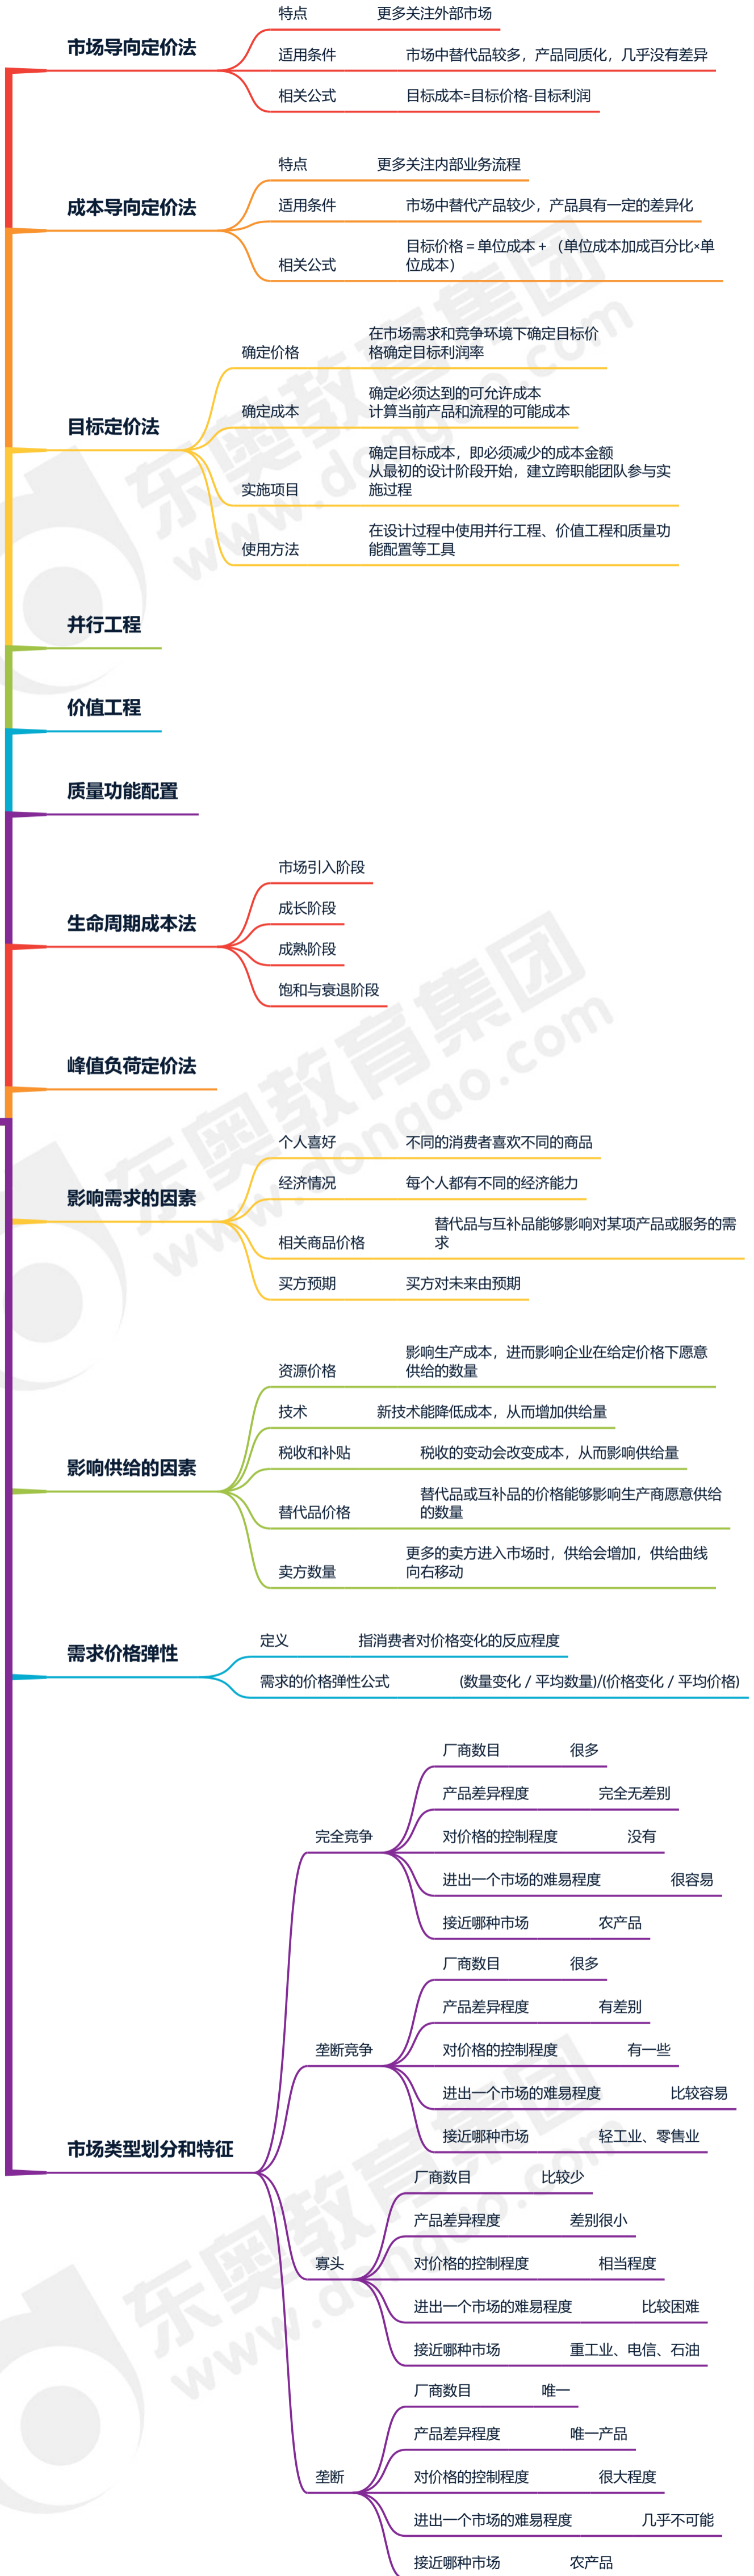 市场导向定价法
特点 更多关注外部市场
适用条件 市场中替代品较多，产品同质化，几乎没有差异
相关公式 目标成本=目标价格-目标利润
成本导向定价法
特点 更多关注内部业务流程
适用条件 市场中替代产品较少，产品具有一定的差异化
相关公式 目标价格 = 单位成本 + （单位成本加成百分比×单
位成本）
目标定价法
确定价格 在市场需求和竞争环境下确定目标价
格确定目标利润率
确定成本 确定必须达到的可允许成本
计算当前产品和流程的可能成本
实施项目 确定目标成本，即必须减少的成本金额
从最初的设计阶段开始，建立跨职能团队参与实
施过程
使用方法 在设计过程中使用并行工程、价值工程和质量功
能配置等工具
并行工程
价值工程
质量功能配置
生命周期成本法
市场引入阶段
成长阶段
成熟阶段
饱和与衰退阶段
峰值负荷定价法
影响需求的因素
个人喜好 不同的消费者喜欢不同的商品
经济情况 每个人都有不同的经济能力
相关商品价格 替代品与互补品能够影响对某项产品或服务的需
求
买方预期 买方对未来由预期
影响供给的因素
资源价格 影响生产成本，进而影响企业在给定价格下愿意
供给的数量
技术 新技术能降低成本，从而增加供给量
税收和补贴 税收的变动会改变成本，从而影响供给量
替代品价格 替代品或互补品的价格能够影响生产商愿意供给
的数量
卖方数量 更多的卖方进入市场时，供给会增加，供给曲线
向右移动
需求价格弹性
定义 指消费者对价格变化的反应程度
需求的价格弹性公式 (数量变化 / 平均数量)/(价格变化 / 平均价格)
市场类型划分和特征
完全竞争
厂商数目 很多
产品差异程度 完全无差别
对价格的控制程度 没有
进出一个市场的难易程度 很容易
接近哪种市场 农产品
垄断竞争
厂商数目 很多
产品差异程度 有差别
对价格的控制程度 有一些
进出一个市场的难易程度 比较容易
接近哪种市场 轻工业、零售业
寡头
厂商数目 比较少
产品差异程度 差别很小
对价格的控制程度 相当程度
进出一个市场的难易程度 比较困难
接近哪种市场 重工业、电信、石油
垄断
厂商数目 唯一
产品差异程度 唯一产品
对价格的控制程度 很大程度
进出一个市场的难易程度 几乎不可能
接近哪种市场 农产品
东奥教育集团
www.dongao.com
东奥教育集团
www.dongao.com
东奥教育集团
www.dongao.com